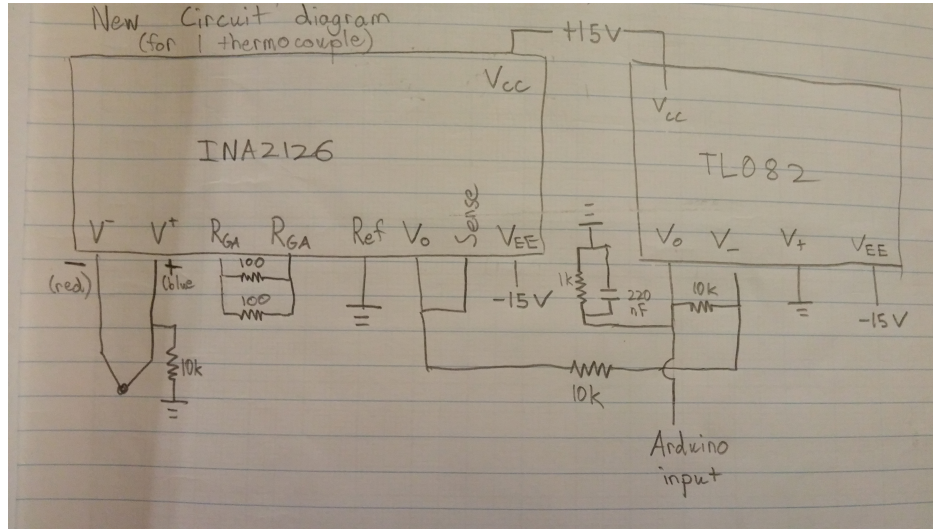 New Circuit diagram
(for 1 thermocouple)
+15V
Vcc
Vcc
INA2126
TL082
V⁻ V⁺ RGA RGA Ref Vo Sense VEE
Vo V₋ V₊ VEE
− +
(red) (blue
100
100
-15V
1k
220
nF
10k
-15V
10k
10k
Arduino
input